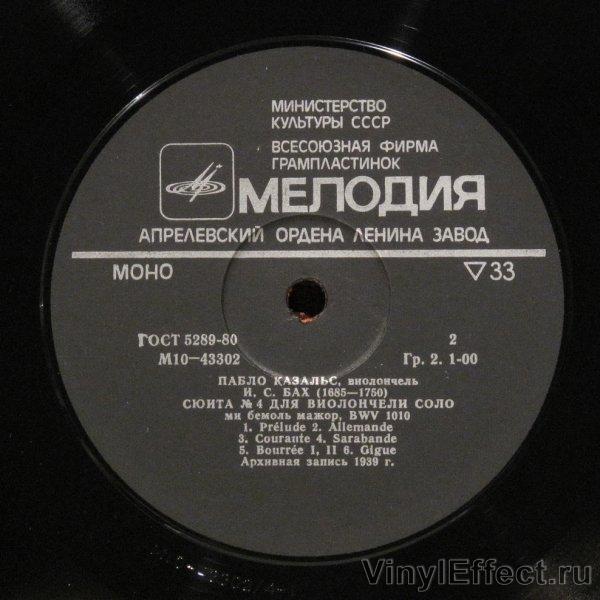 МИНИСТЕРСТВО
КУЛЬТУРЫ СССР
ВСЕСОЮЗНАЯ ФИРМА
ГРАМПЛАСТИНОК
МЕЛОДИЯ
АПРЕЛЕВСКИЙ ОРДЕНА ЛЕНИНА ЗАВОД
МОНО ▽33
ГОСТ 5289-80 2
М10—43302 Гр. 2. 1-00
ПАБЛО КАЗАЛЬС, виолончель
И. С. БАХ (1685—1750)
СЮИТА № 4 ДЛЯ ВИОЛОНЧЕЛИ СОЛО
ми бемоль мажор, BWV 1010
1. Prélude 2. Allemande
3. Courante 4. Sarabande
5. Bourrée I, II 6. Gigue
Архивная запись 1939 г.
VinylEffect.ru